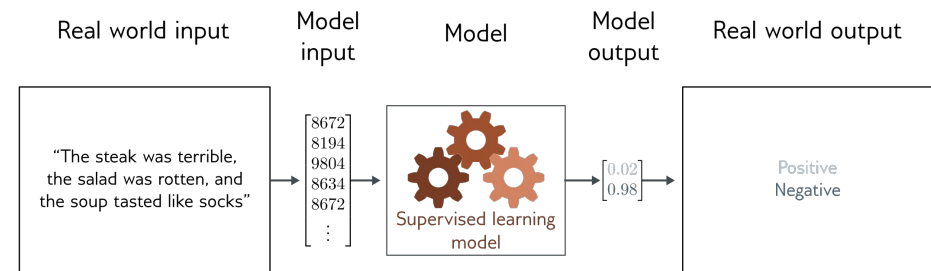 Real world input
Model
input
Model
Model
output
Real world output
“The steak was terrible,
the salad was rotten, and
the soup tasted like socks”
8672
8194
9804
8634
8672
⋮
Supervised learning
model
0.02
0.98
Positive
Negative